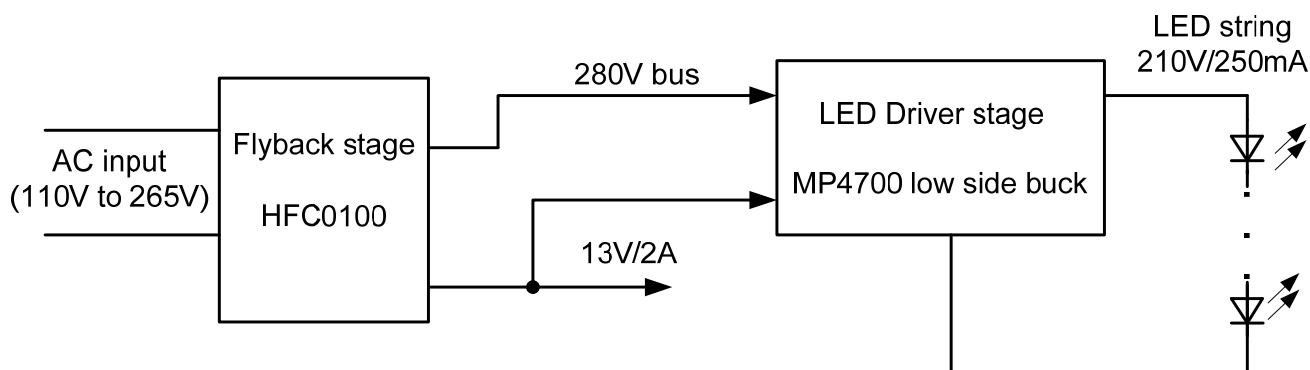 LED string
210V/250mA
280V bus
AC input
(110V to 265V)
Flyback stage
HFC0100
LED Driver stage
MP4700 low side buck
13V/2A